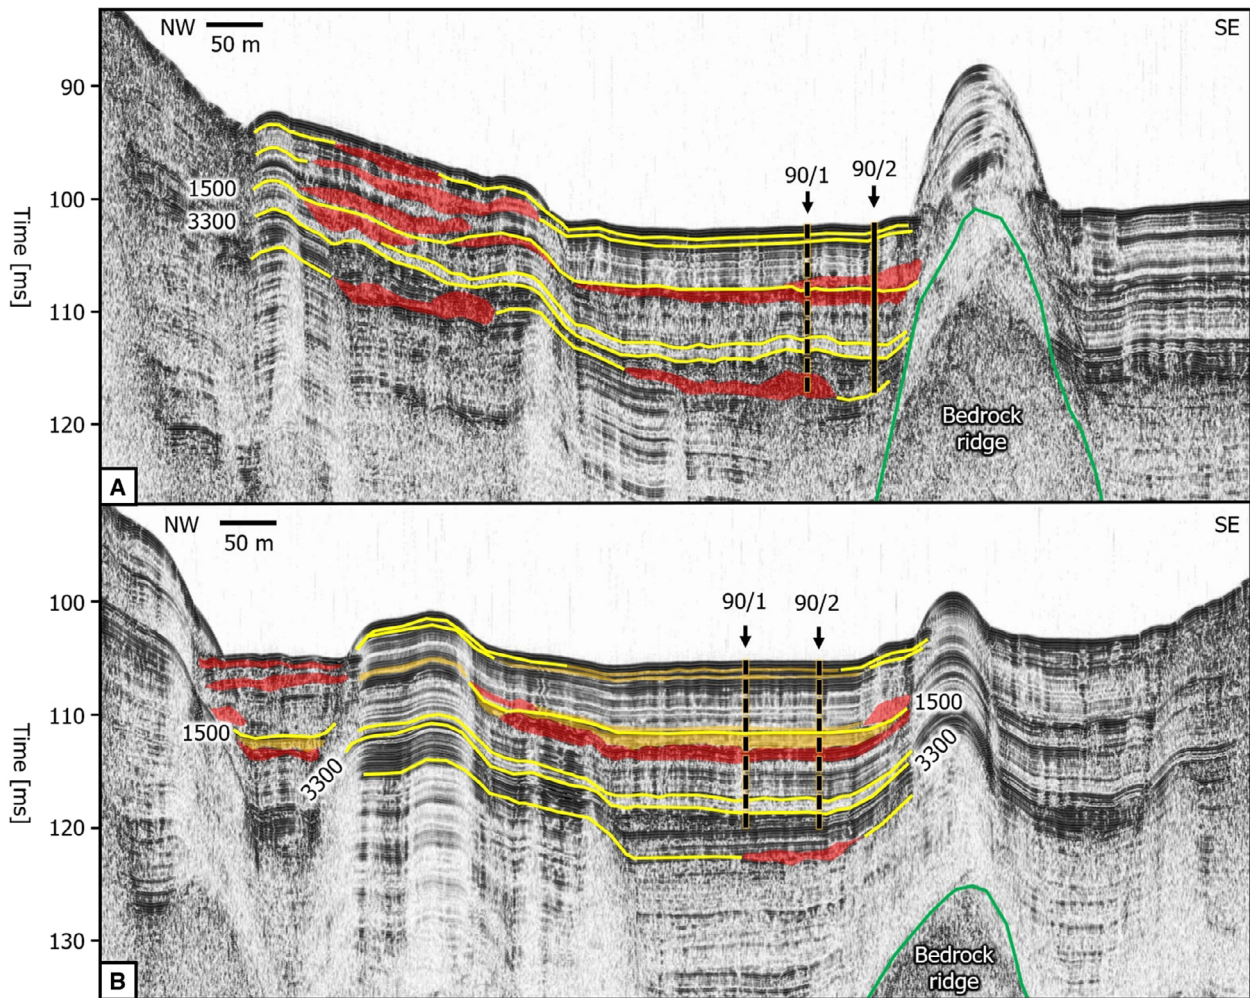 NW
50 m
SE
90
100
110
120
Time [ms]
1500
3300
90/1
90/2
Bedrock
ridge
A
NW
50 m
SE
100
110
120
130
Time [ms]
90/1
90/2
1500
3300
1500
3300
Bedrock
ridge
B